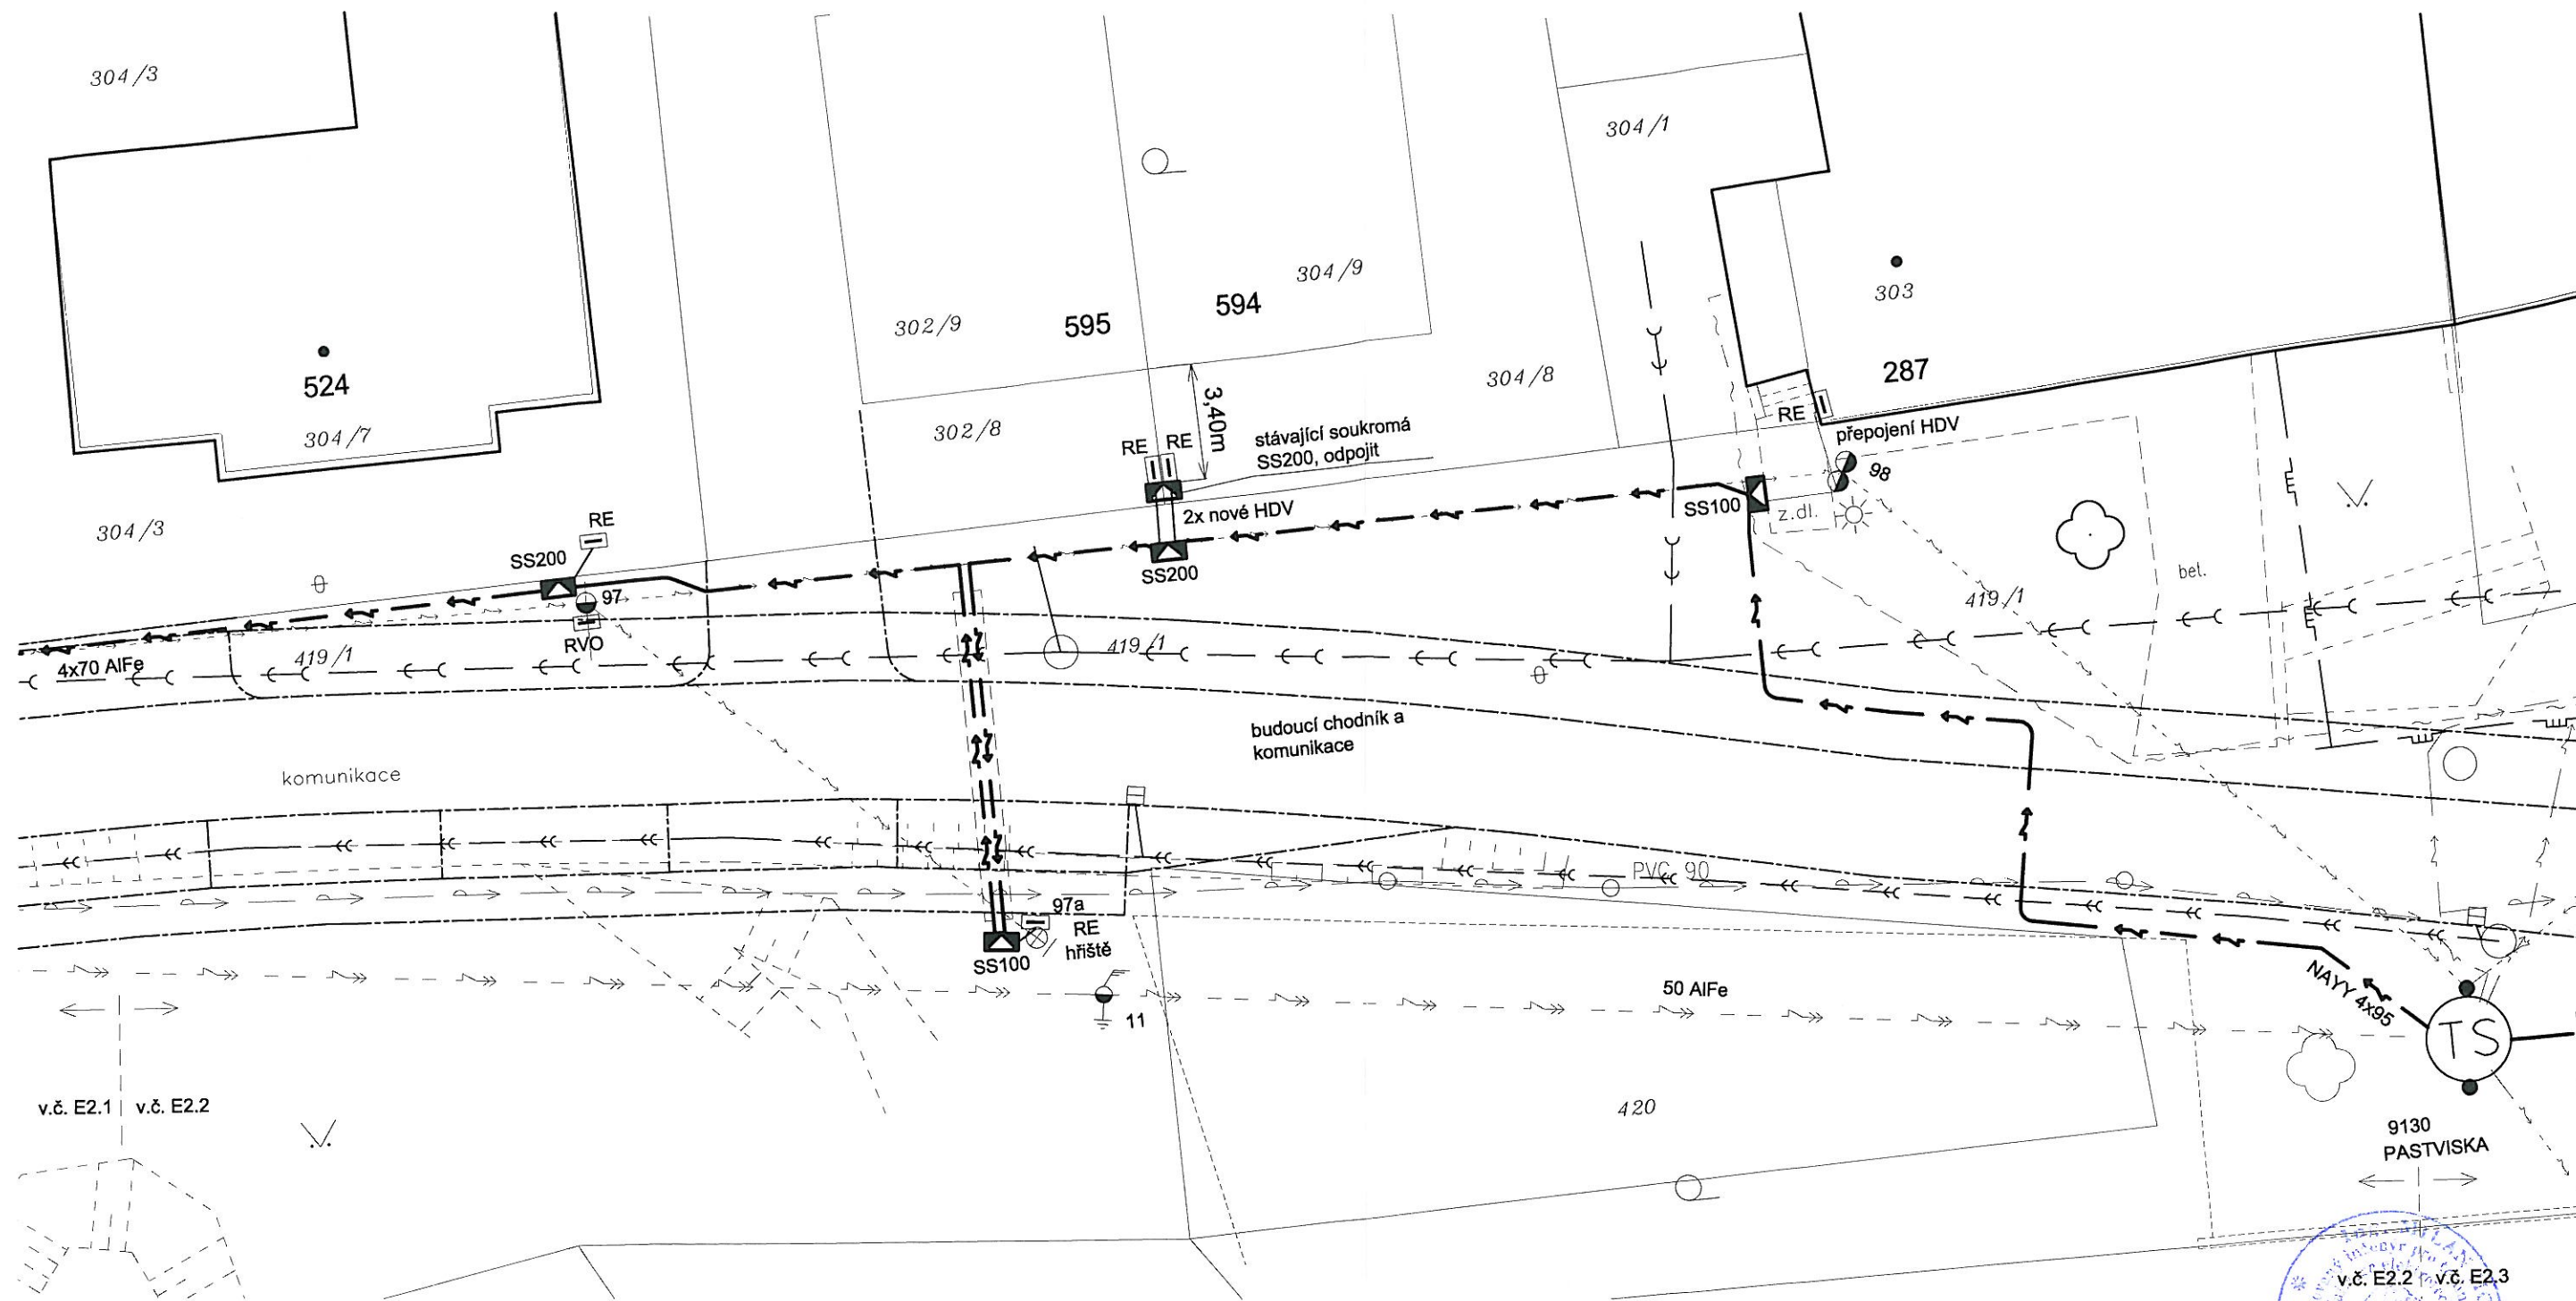 304/3
304/1
304/9
303
594
302/9
595
524
287
304/8
304/7
302/8
3,40m
RE
přepojení HDV
RE
RE
stávající soukromá
SS200, odpojit
98
SS100
z.dl.
2x nové HDV
304/3
RE
SS200
SS200
bet.
97
419/1
RVO
419/1
419/1
4x70 AlFe
budoucí chodník a
komunikace
komunikace
PVC 90
97a
RE
hřiště
SS100
50 AlFe
NAYY 4x95
11
TS
v.č. E2.1
v.č. E2.2
420
9130
PASTVISKA
v.č. E2.2
v.č. E2.3